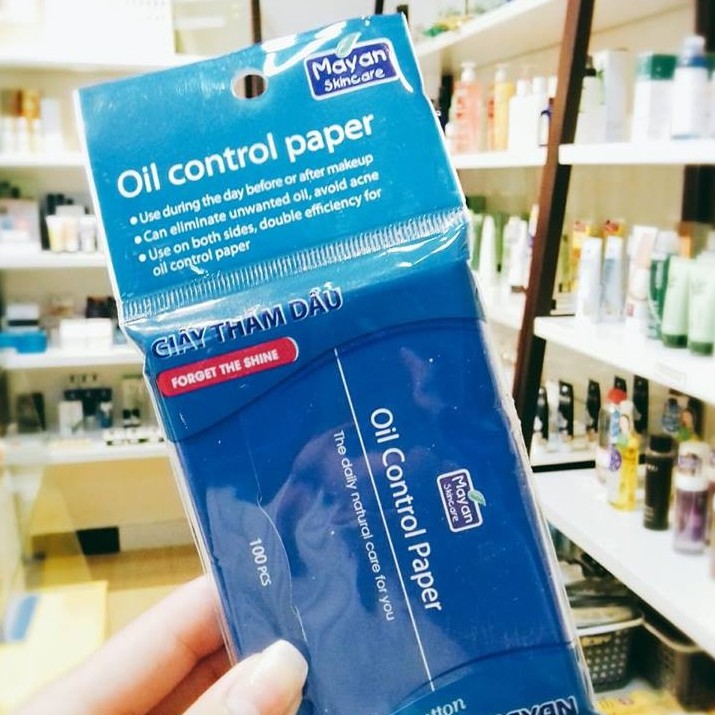 Mayan
Skincare
Oil control paper
• Use during the day before or after makeup
• Can eliminate unwanted oil, avoid acne
• Use on both sides, double efficiency for
oil control paper
GIẤY THẤM DẦU
FORGET THE SHINE
Oil Control Paper
The daily natural care for you
Mayan
Skincare
100 PCS